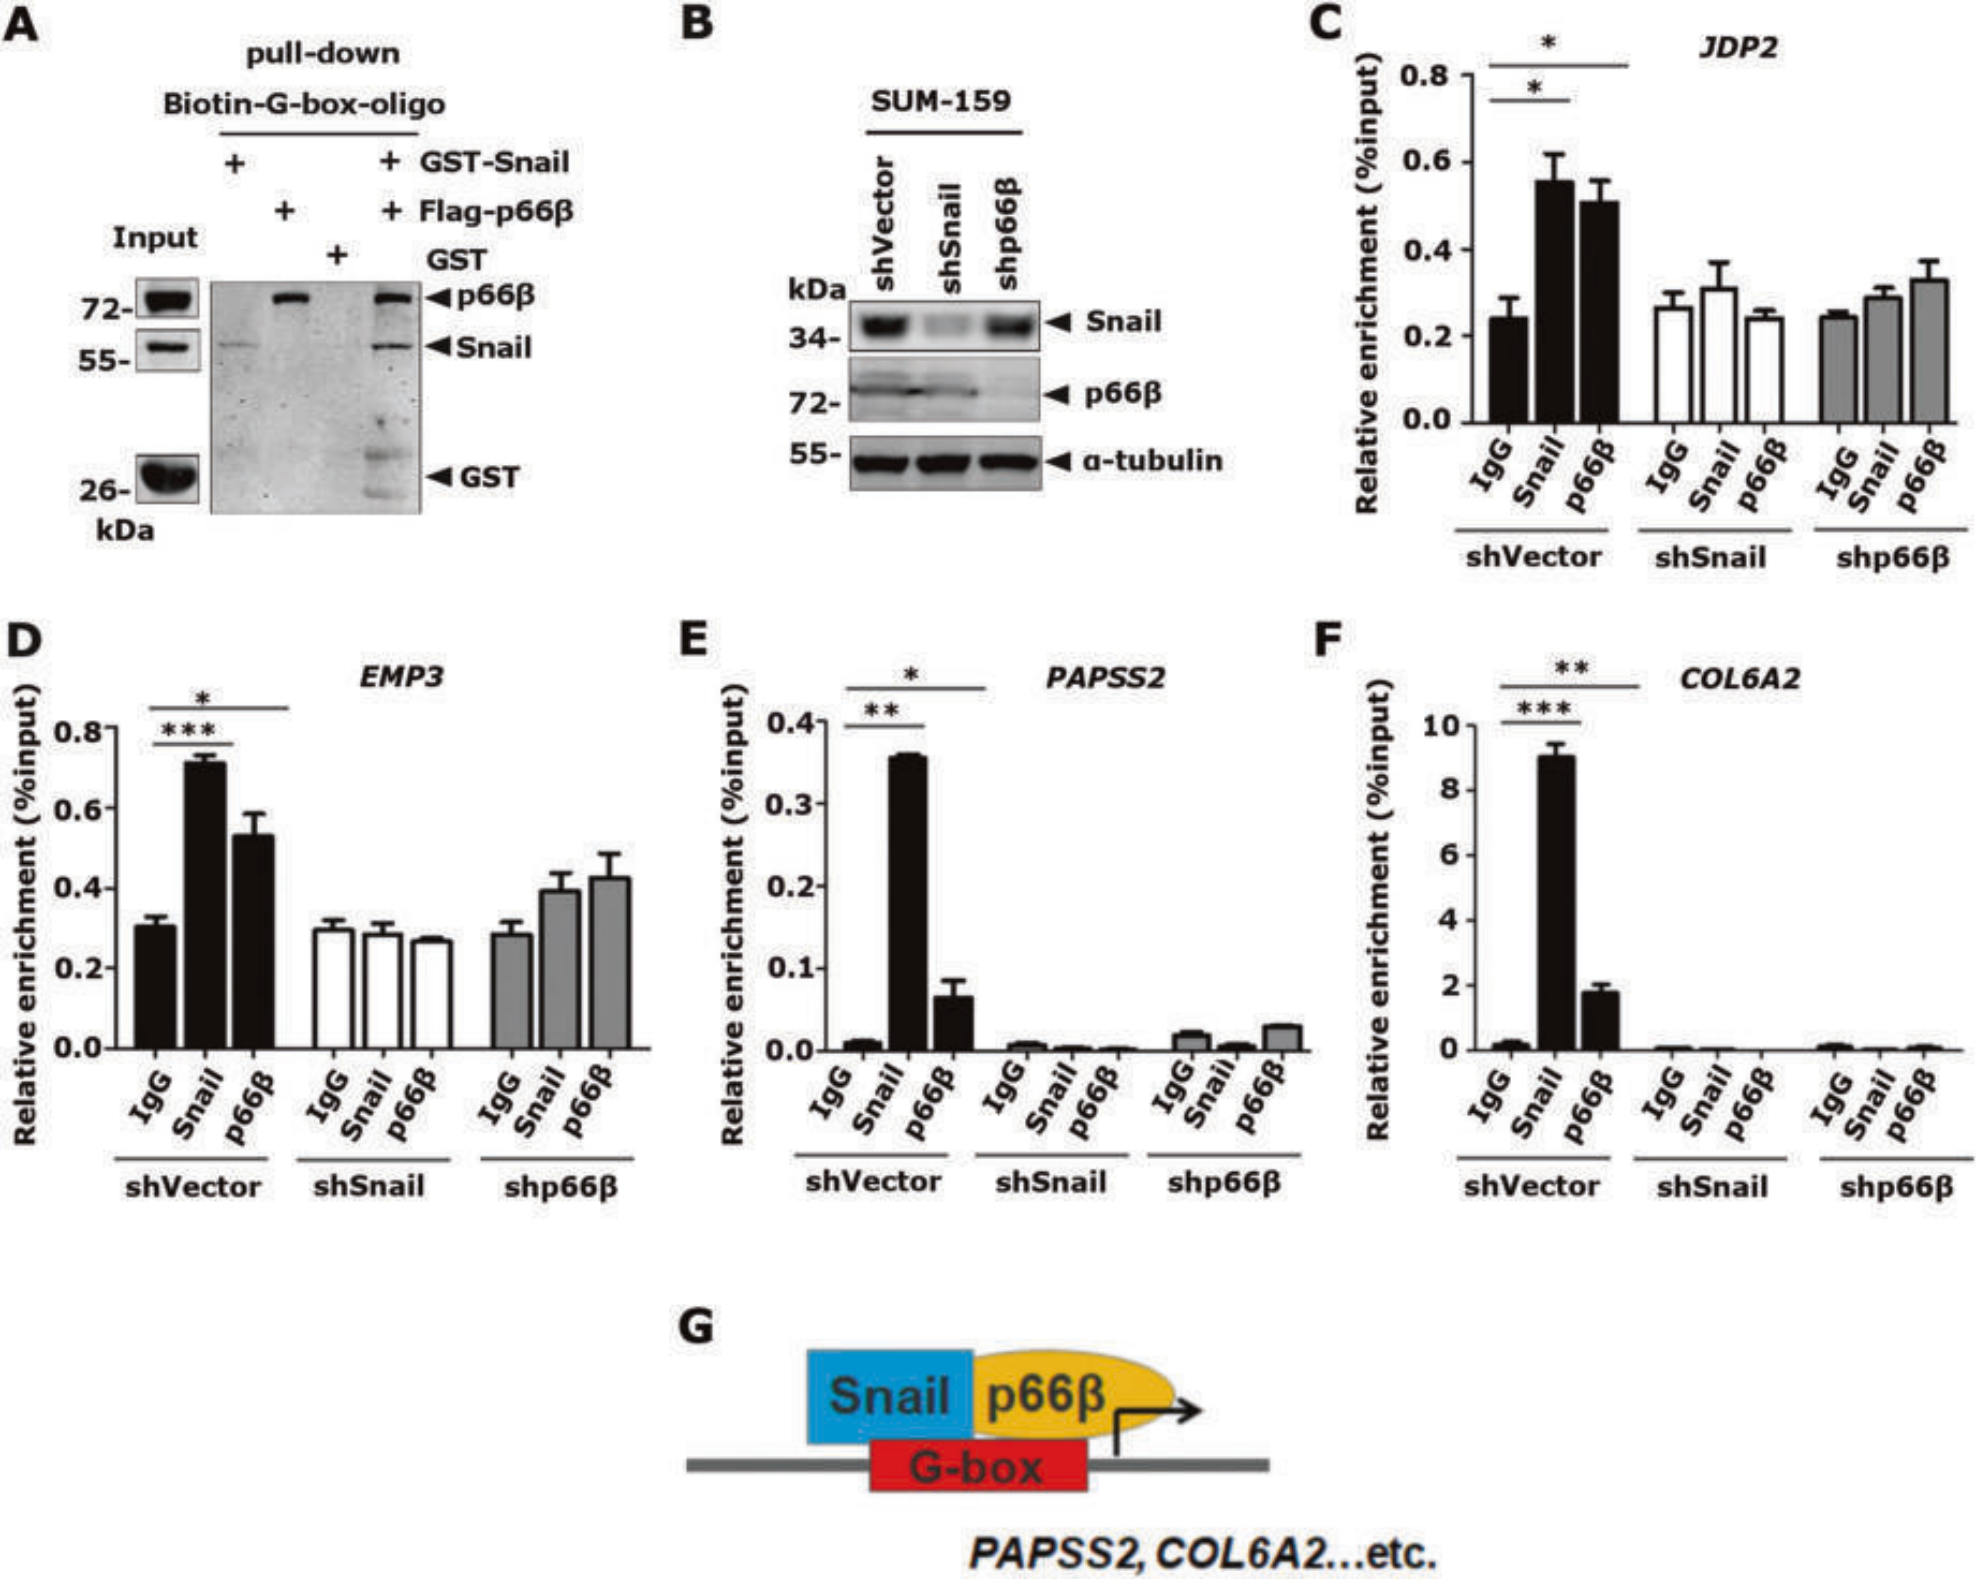 A
pull-down
Biotin-G-box-oligo
+ + GST-Snail
+ + Flag-p66β
+ GST
Input
72- p66β
55- Snail
26- GST
kDa
B
SUM-159
shVector
shSnail
shp66β
kDa
34- Snail
72- p66β
55- α-tubulin
C
JDP2
*
*
Relative enrichment (%input)
0.8
0.6
0.4
0.2
0.0
IgG Snail p66β IgG Snail p66β IgG Snail p66β
shVector shSnail shp66β
D
EMP3
*
***
Relative enrichment (%input)
0.8
0.6
0.4
0.2
0.0
IgG Snail p66β IgG Snail p66β IgG Snail p66β
shVector shSnail shp66β
E
PAPSS2
*
**
Relative enrichment (%input)
0.4
0.3
0.2
0.1
0.0
IgG Snail p66β IgG Snail p66β IgG Snail p66β
shVector shSnail shp66β
F
COL6A2
**
***
Relative enrichment (%input)
10
8
6
4
2
0
IgG Snail p66β IgG Snail p66β IgG Snail p66β
shVector shSnail shp66β
G
Snail p66β
G-box
PAPSS2, COL6A2...etc.